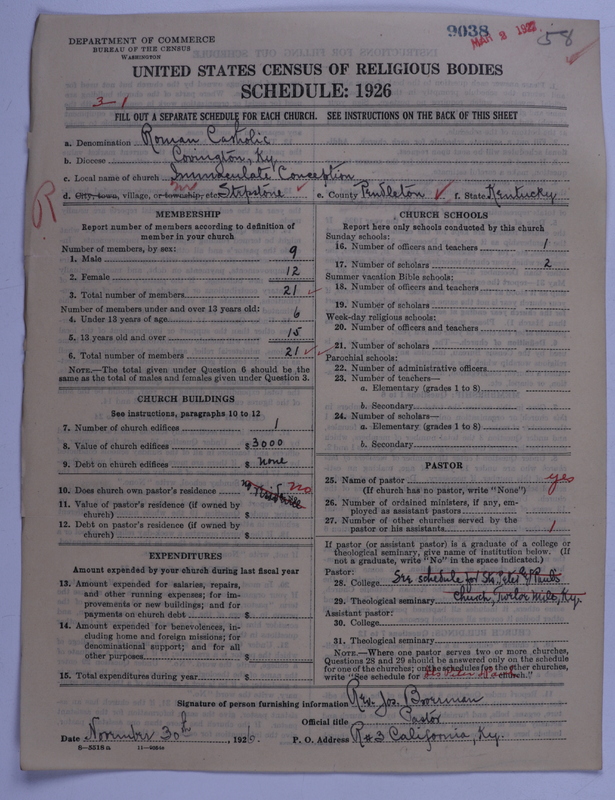 DEPARTMENT OF COMMERCE
BUREAU OF THE CENSUS
WASHINGTON
9038
MAR 2 1927
58
UNITED STATES CENSUS OF RELIGIOUS BODIES
SCHEDULE: 1926
3-1
FILL OUT A SEPARATE SCHEDULE FOR EACH CHURCH. SEE INSTRUCTIONS ON THE BACK OF THIS SHEET
a. Denomination Roman Catholic
b. Diocese Covington, Ky.
c. Local name of church Immaculate Conception
d. City, town, village, or township, etc. Stepstone e. County Pendleton f. State Kentucky
R
MEMBERSHIP
Report number of members according to definition of member in your church
Number of members, by sex:
1. Male 9
2. Female 12
3. Total number of members 21
Number of members under and over 13 years old:
4. Under 13 years of age 6
5. 13 years old and over 15
6. Total number of members 21
NOTE.—The total given under Question 6 should be the same as the total of males and females given under Question 3.
CHURCH BUILDINGS
See instructions, paragraphs 10 to 12
7. Number of church edifices 1
8. Value of church edifices $3000
9. Debt on church edifices $ none
10. Does church own pastor's residence no
11. Value of pastor's residence (if owned by church) $
12. Debt on pastor's residence (if owned by church) $
EXPENDITURES
Amount expended by your church during last fiscal year
13. Amount expended for salaries, repairs, and other running expenses; for improvements or new buildings; and for payments on church debt $
14. Amount expended for benevolences, including home and foreign missions; for denominational support; and for all other purposes $
15. Total expenditures during year $
CHURCH SCHOOLS
Report here only schools conducted by this church
Sunday schools:
16. Number of officers and teachers 1
17. Number of scholars 2
Summer vacation Bible schools:
18. Number of officers and teachers
19. Number of scholars
Week-day religious schools:
20. Number of officers and teachers
21. Number of scholars
Parochial schools:
22. Number of administrative officers
23. Number of teachers—
a. Elementary (grades 1 to 8)
b. Secondary
24. Number of scholars—
a. Elementary (grades 1 to 8)
b. Secondary
PASTOR
25. Name of pastor yes
(If church has no pastor, write "None")
26. Number of ordained ministers, if any, employed as assistant pastors
27. Number of other churches served by the pastor or his assistants 1
If pastor (or assistant pastor) is a graduate of a college or theological seminary, give name of institution below. (If not a graduate, write "No" in the space indicated.)
Pastor:
28. College See schedule for Sts. Peter & Paul's
29. Theological seminary Church, Twelve Mile, Ky.
Assistant pastor:
30. College
31. Theological seminary
NOTE.—Where one pastor serves two or more churches, Questions 28 and 29 should be answered only on the schedule for one of the churches; on the schedules for the other churches, write "See schedule for Sts Peter church."
Signature of person furnishing information Rev. Jos. Broerman
Official title Pastor
Date November 30th, 1926. P. O. Address R#3 California, Ky.
6-5518a 11-9084a